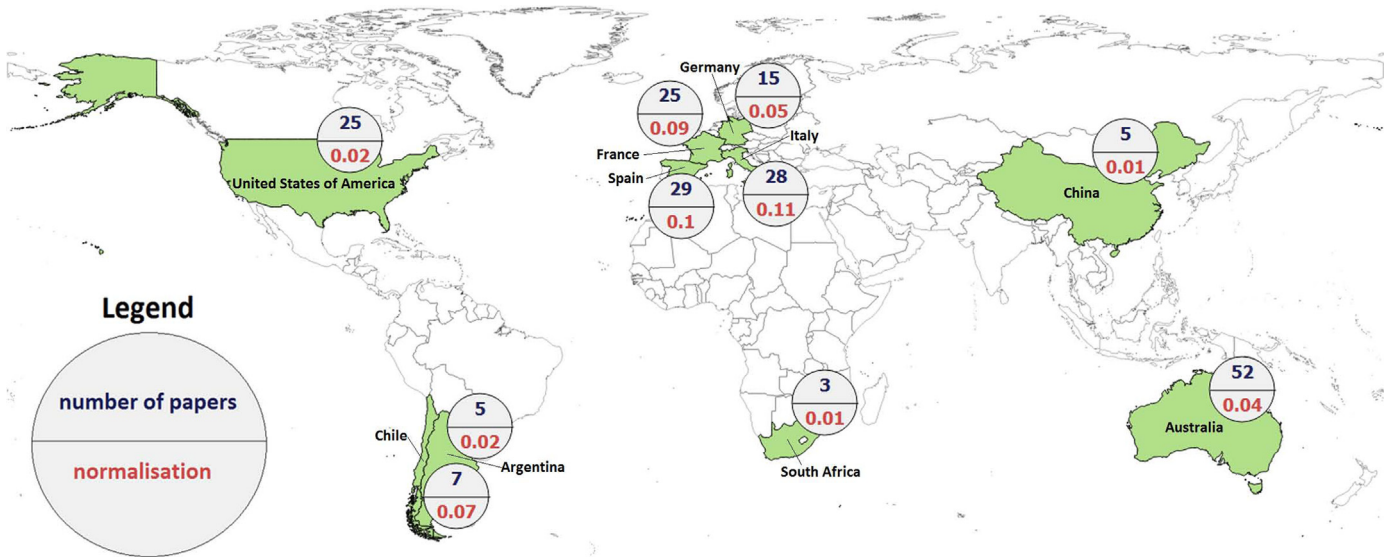 Germany
15
0.05
25
0.09
Italy
France
Spain
29
0.1
28
0.11
25
0.02
United States of America
5
0.01
China
Legend
number of papers
normalisation
5
0.02
Chile
Argentina
7
0.07
3
0.01
South Africa
52
0.04
Australia